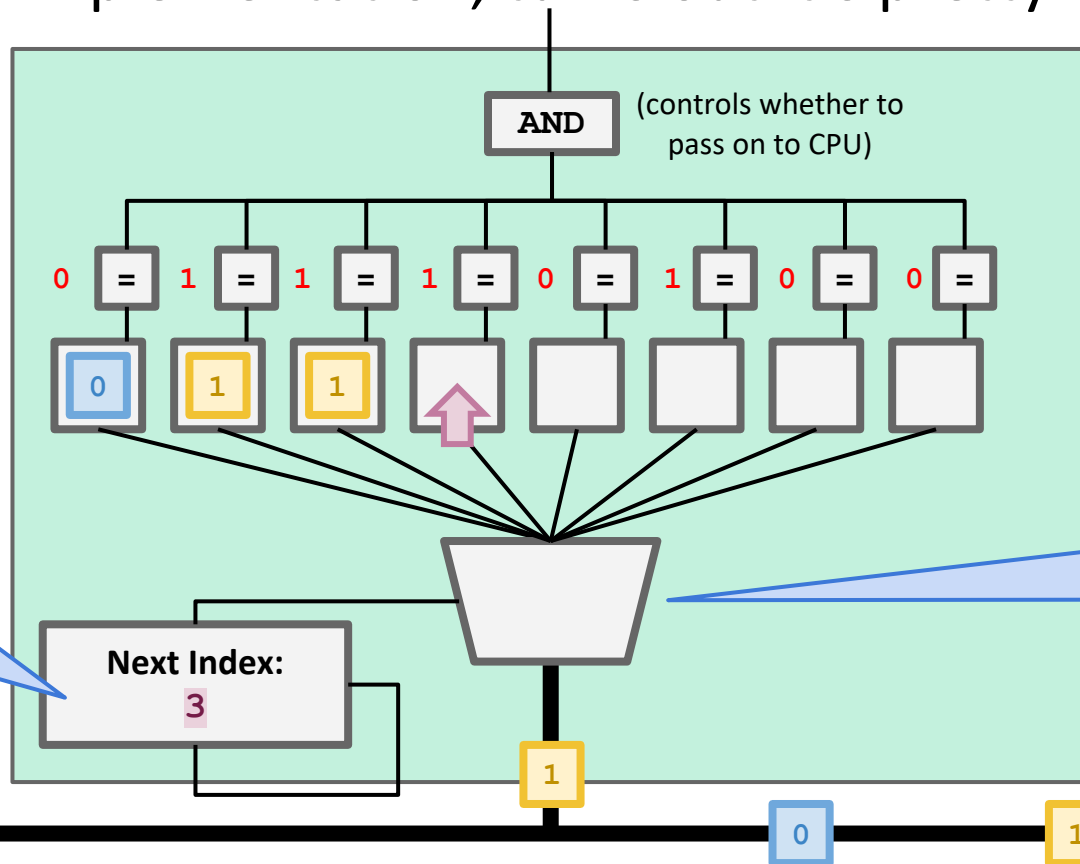 AND
(controls whether to
pass on to CPU)
0 = 1 = 1 = 1 = 0 = 1 = 0 = 0 =
0 1 1
Next Index:
3
1
0 1